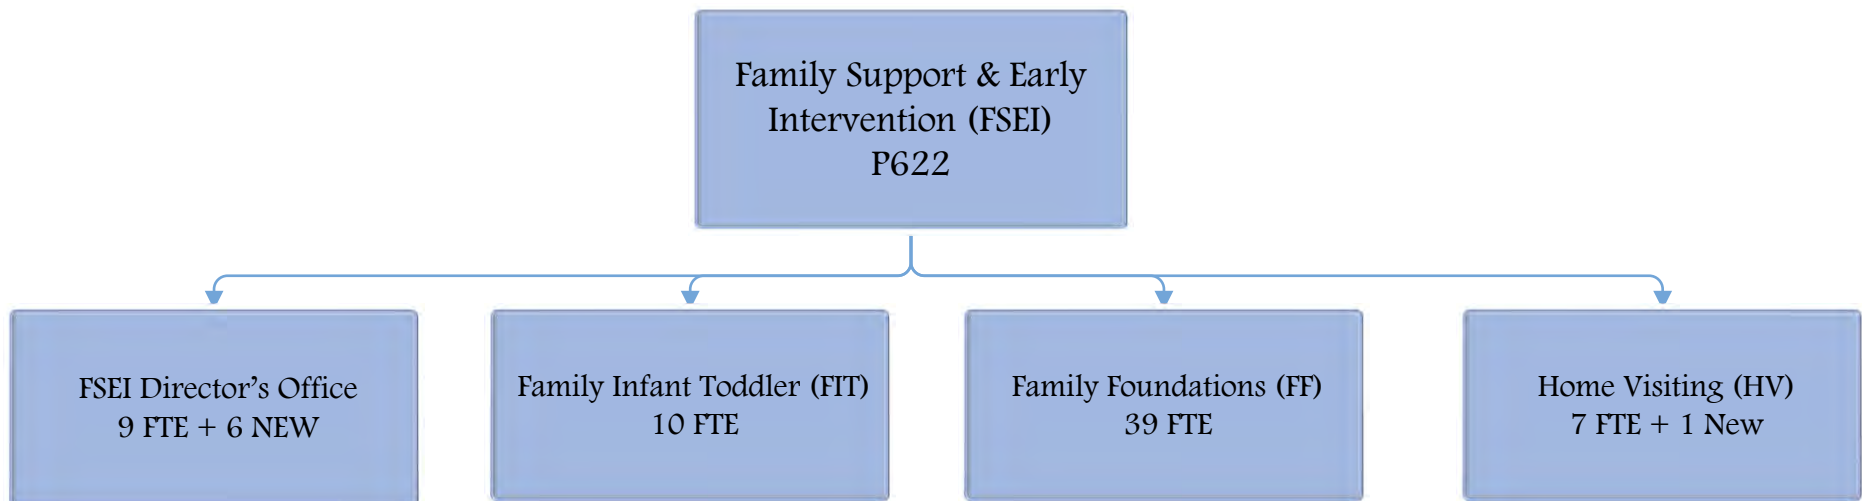 Family Support & Early
Intervention (FSEI)
P622
FSEI Director’s Office
9 FTE + 6 NEW
Family Infant Toddler (FIT)
10 FTE
Family Foundations (FF)
39 FTE
Home Visiting (HV)
7 FTE + 1 New